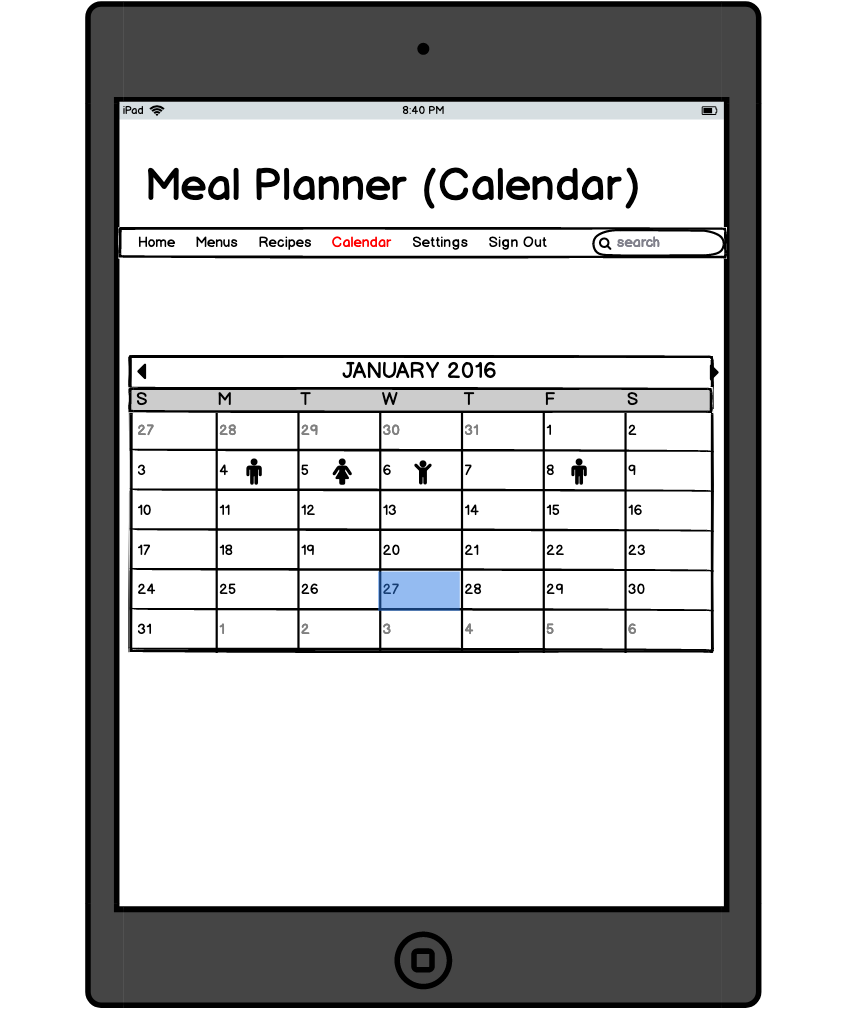 iPad 8:40 PM
Meal Planner (Calendar)
Home Menus Recipes Calendar Settings Sign Out search
JANUARY 2016
S M T W T F S
27 28 29 30 31 1 2
3 4 5 6 7 8 9
10 11 12 13 14 15 16
17 18 19 20 21 22 23
24 25 26 27 28 29 30
31 1 2 3 4 5 6